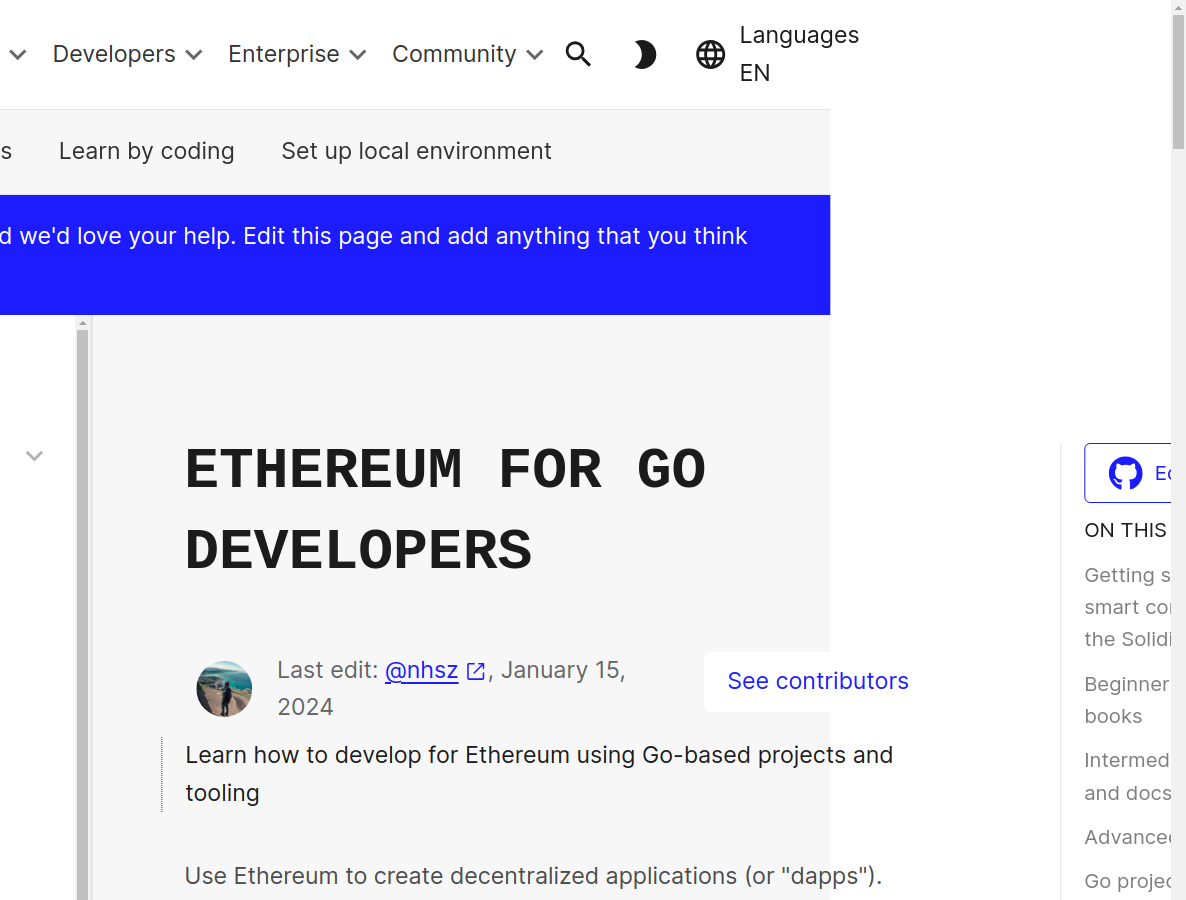 Developers Enterprise Community Languages EN
s Learn by coding Set up local environment
d we'd love your help. Edit this page and add anything that you think
ETHEREUM FOR GO
DEVELOPERS
Last edit: @nhsz, January 15,
2024
See contributors
Learn how to develop for Ethereum using Go-based projects and
tooling
Use Ethereum to create decentralized applications (or "dapps").
ON THIS
Getting s
smart co
the Solid
Beginner
books
Intermed
and docs
Advance
Go projec